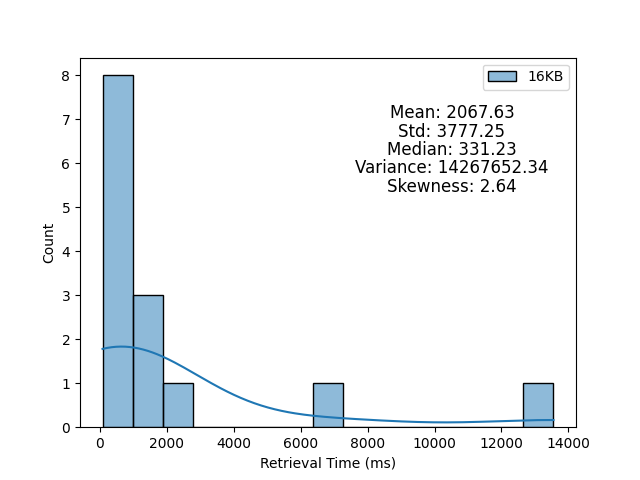 16KB
Mean: 2067.63
Std: 3777.25
Median: 331.23
Variance: 14267652.34
Skewness: 2.64
8
7
6
5
4
3
2
1
0
Count
0 2000 4000 6000 8000 10000 12000 14000
Retrieval Time (ms)